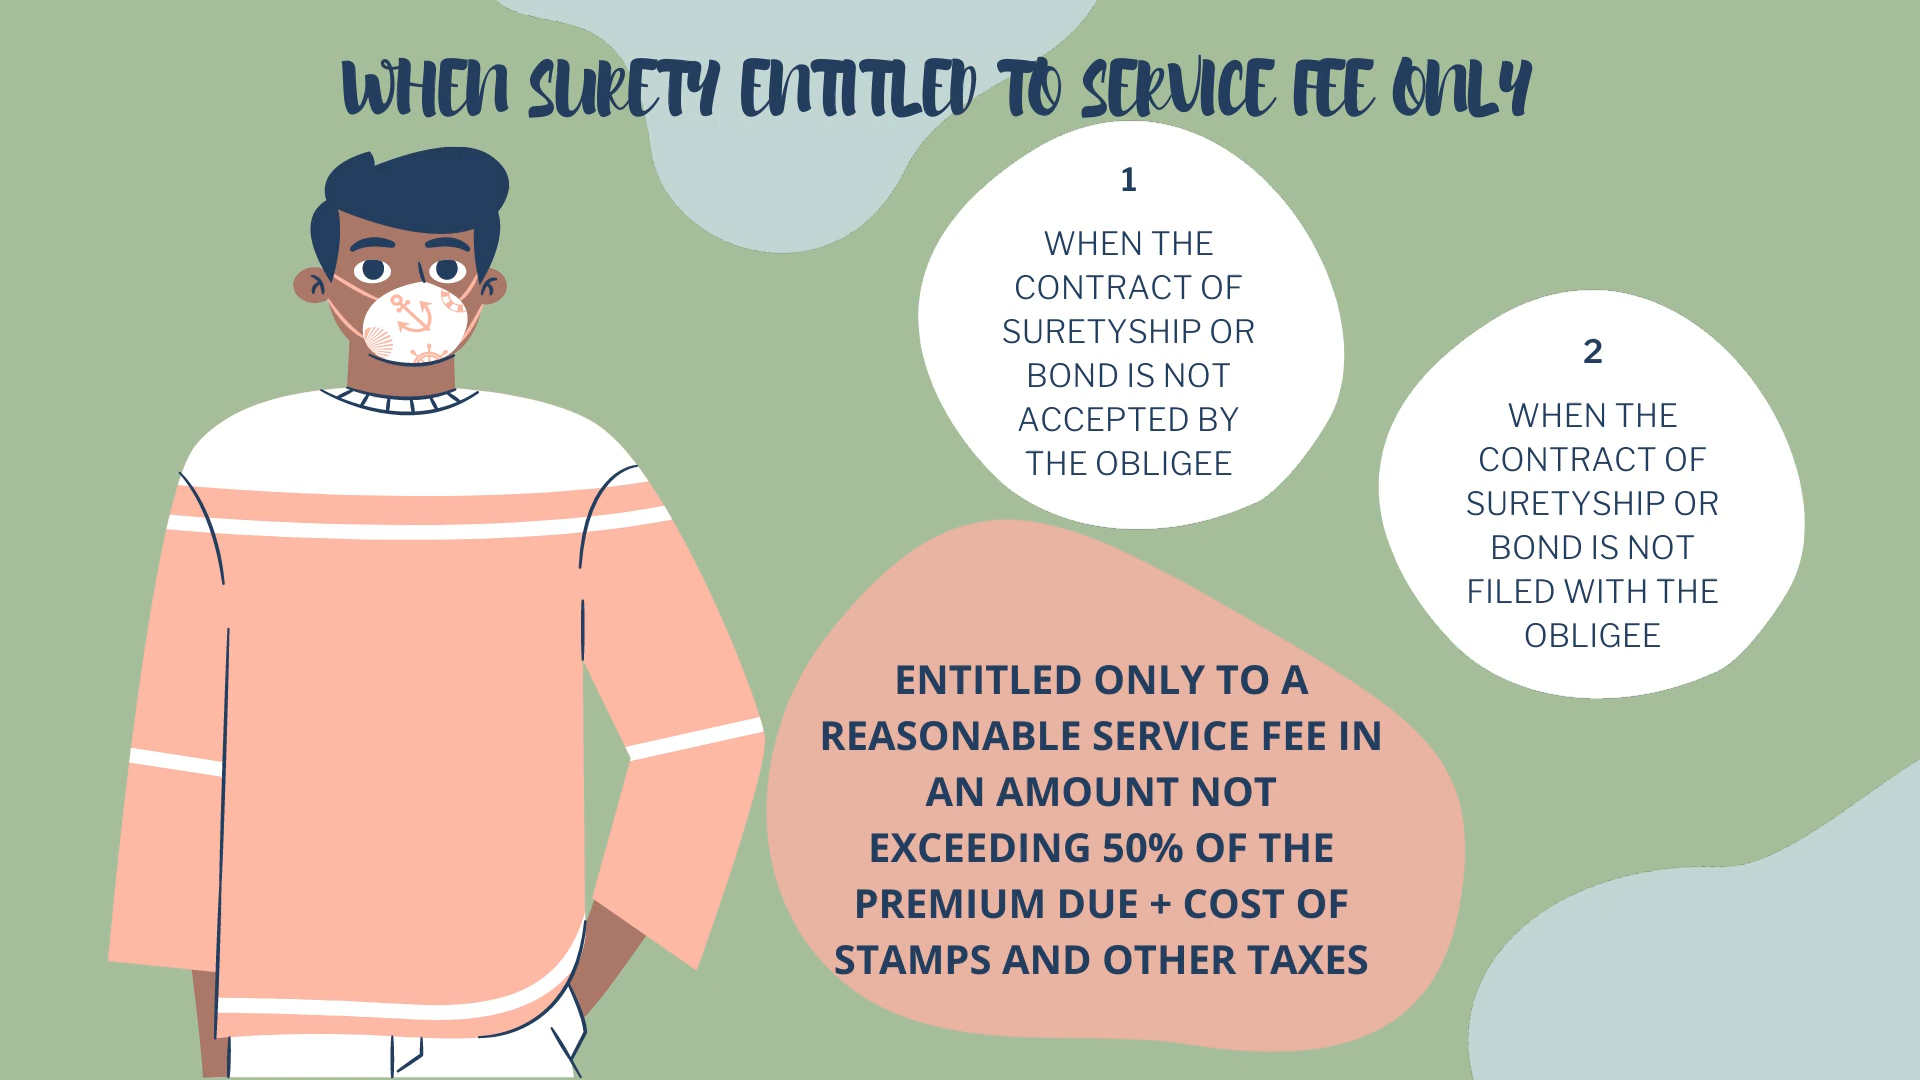 WHEN SURETY ENTITLED TO SERVICE FEE ONLY
1
WHEN THE
CONTRACT OF
SURETYSHIP OR
BOND IS NOT
ACCEPTED BY
THE OBLIGEE
2
WHEN THE
CONTRACT OF
SURETYSHIP OR
BOND IS NOT
FILED WITH THE
OBLIGEE
ENTITLED ONLY TO A
REASONABLE SERVICE FEE IN
AN AMOUNT NOT
EXCEEDING 50% OF THE
PREMIUM DUE + COST OF
STAMPS AND OTHER TAXES